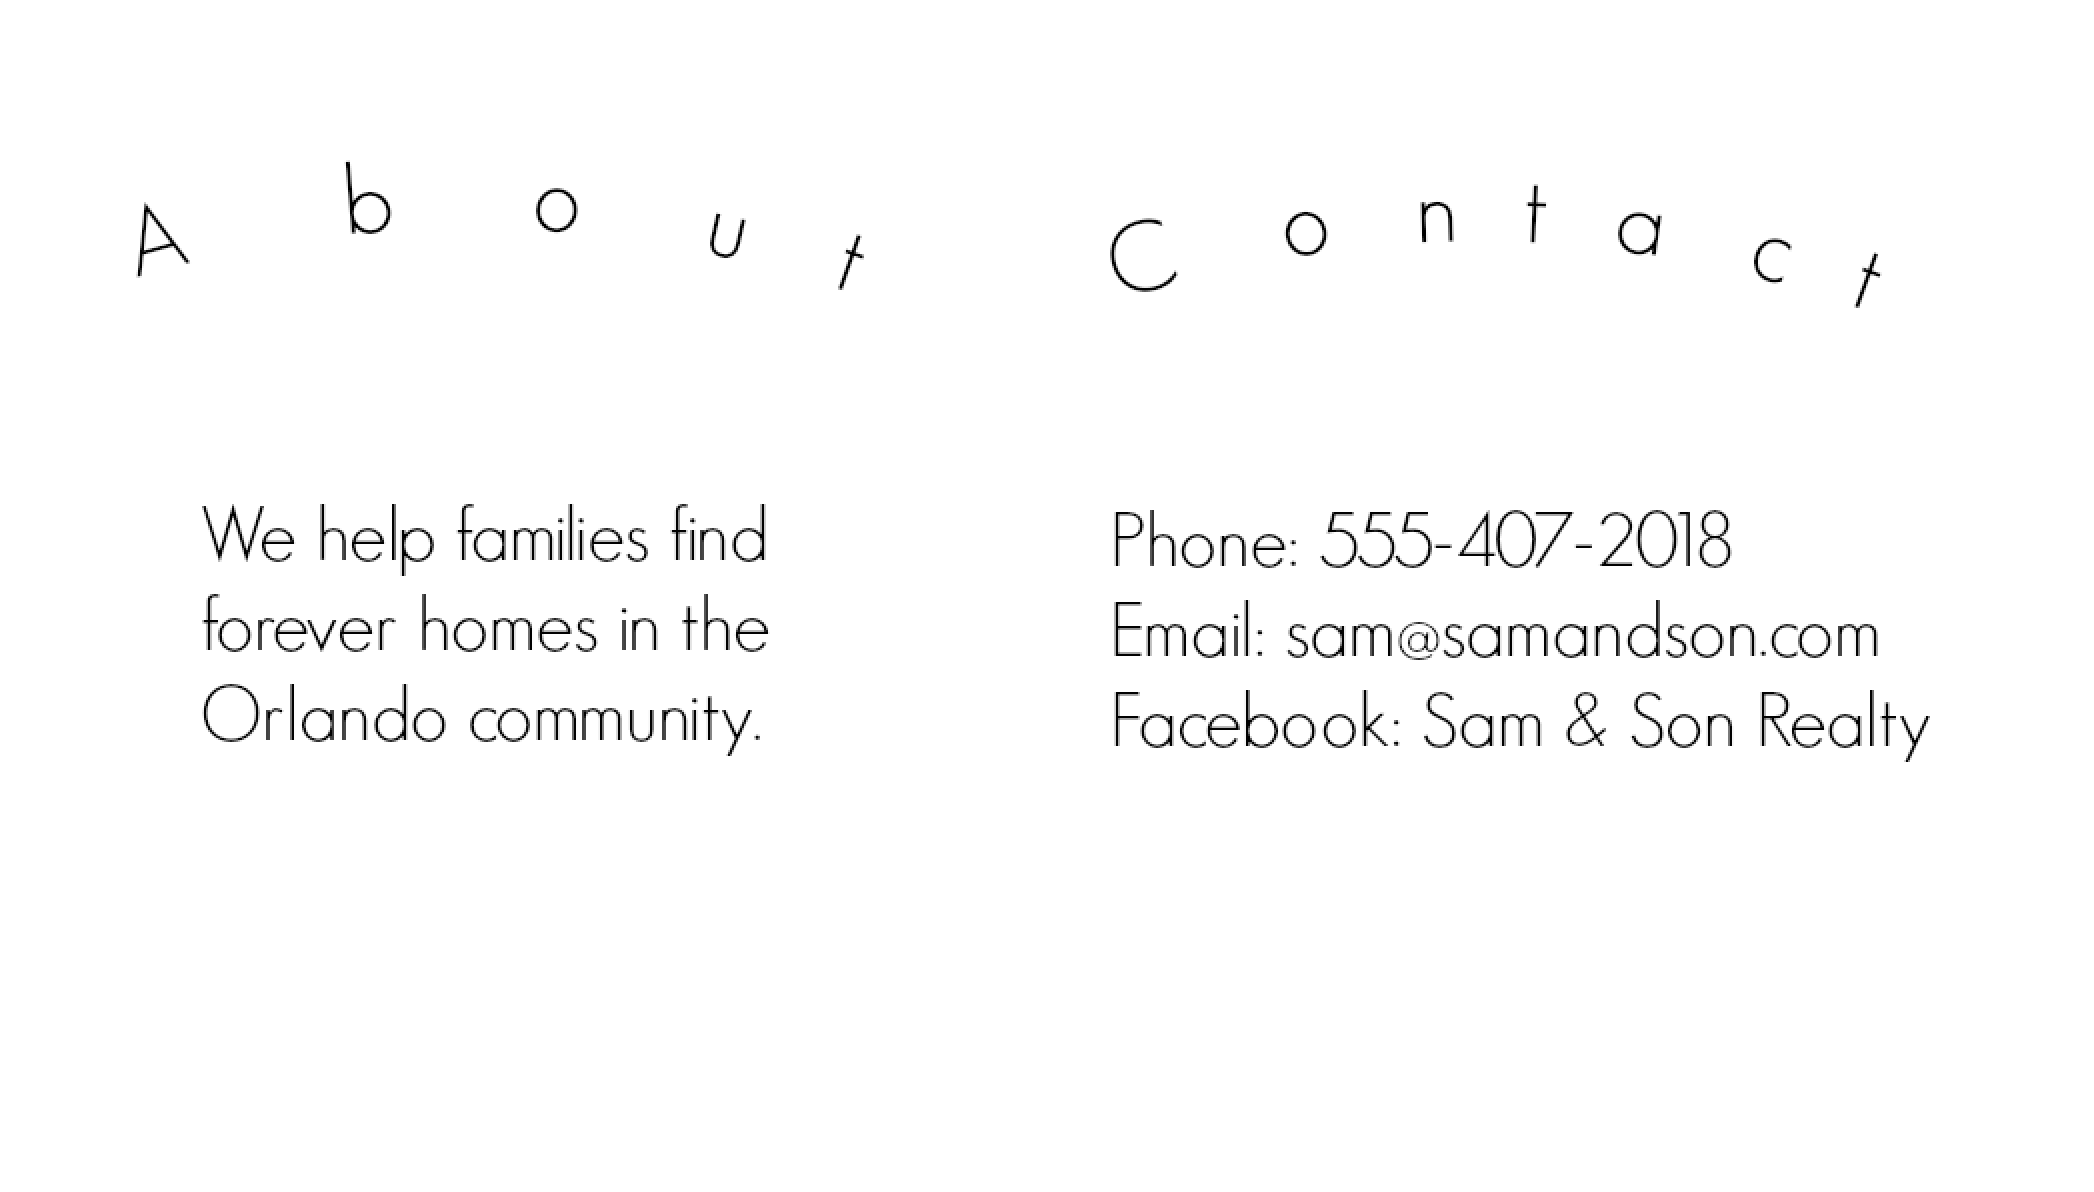 About
We help families find
forever homes in the
Orlando community.
Contact
Phone: 555-407-2018
Email: sam@samandson.com
Facebook: Sam & Son Realty